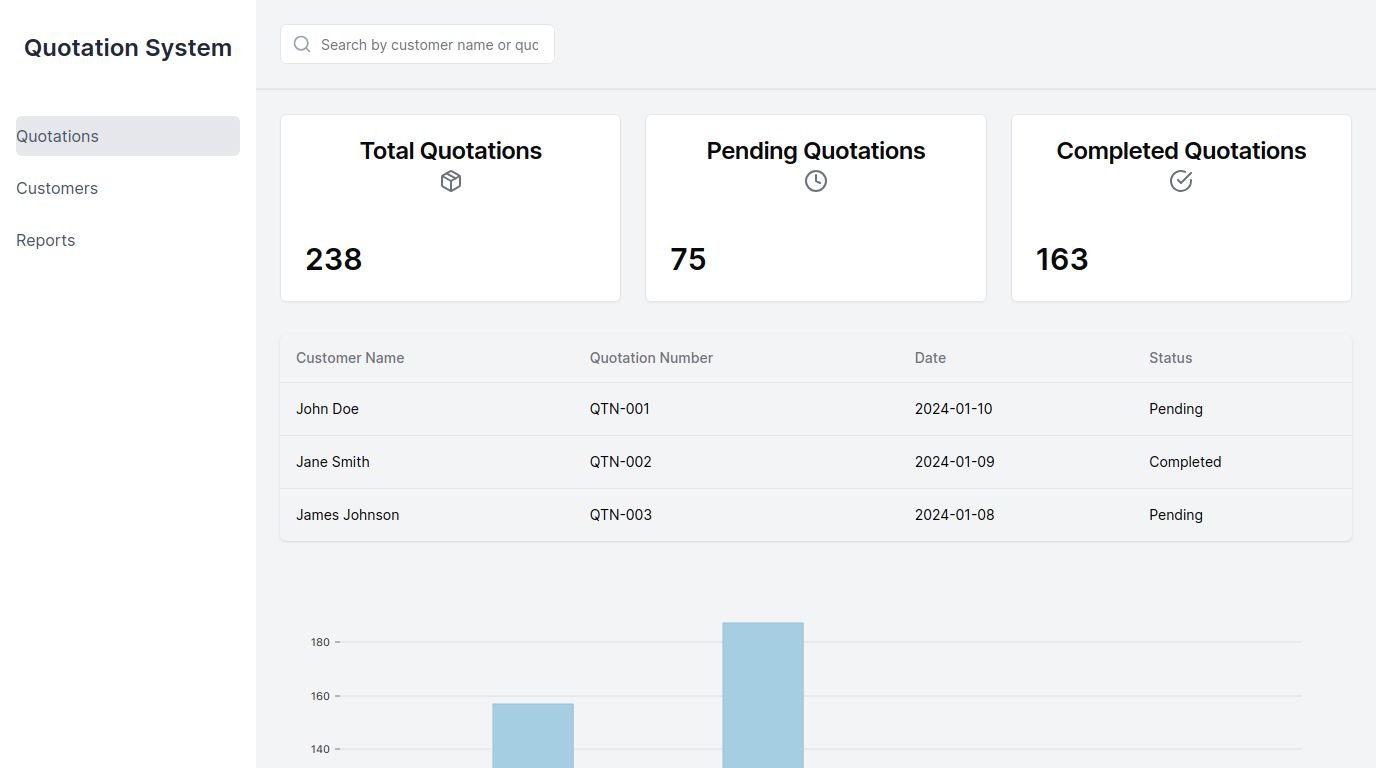 Quotation System
Search by customer name or quo
Quotations
Customers
Reports
Total Quotations
Pending Quotations
Completed Quotations
238
75
163
Customer Name Quotation Number Date Status
John Doe QTN-001 2024-01-10 Pending
Jane Smith QTN-002 2024-01-09 Completed
James Johnson QTN-003 2024-01-08 Pending
180
160
140